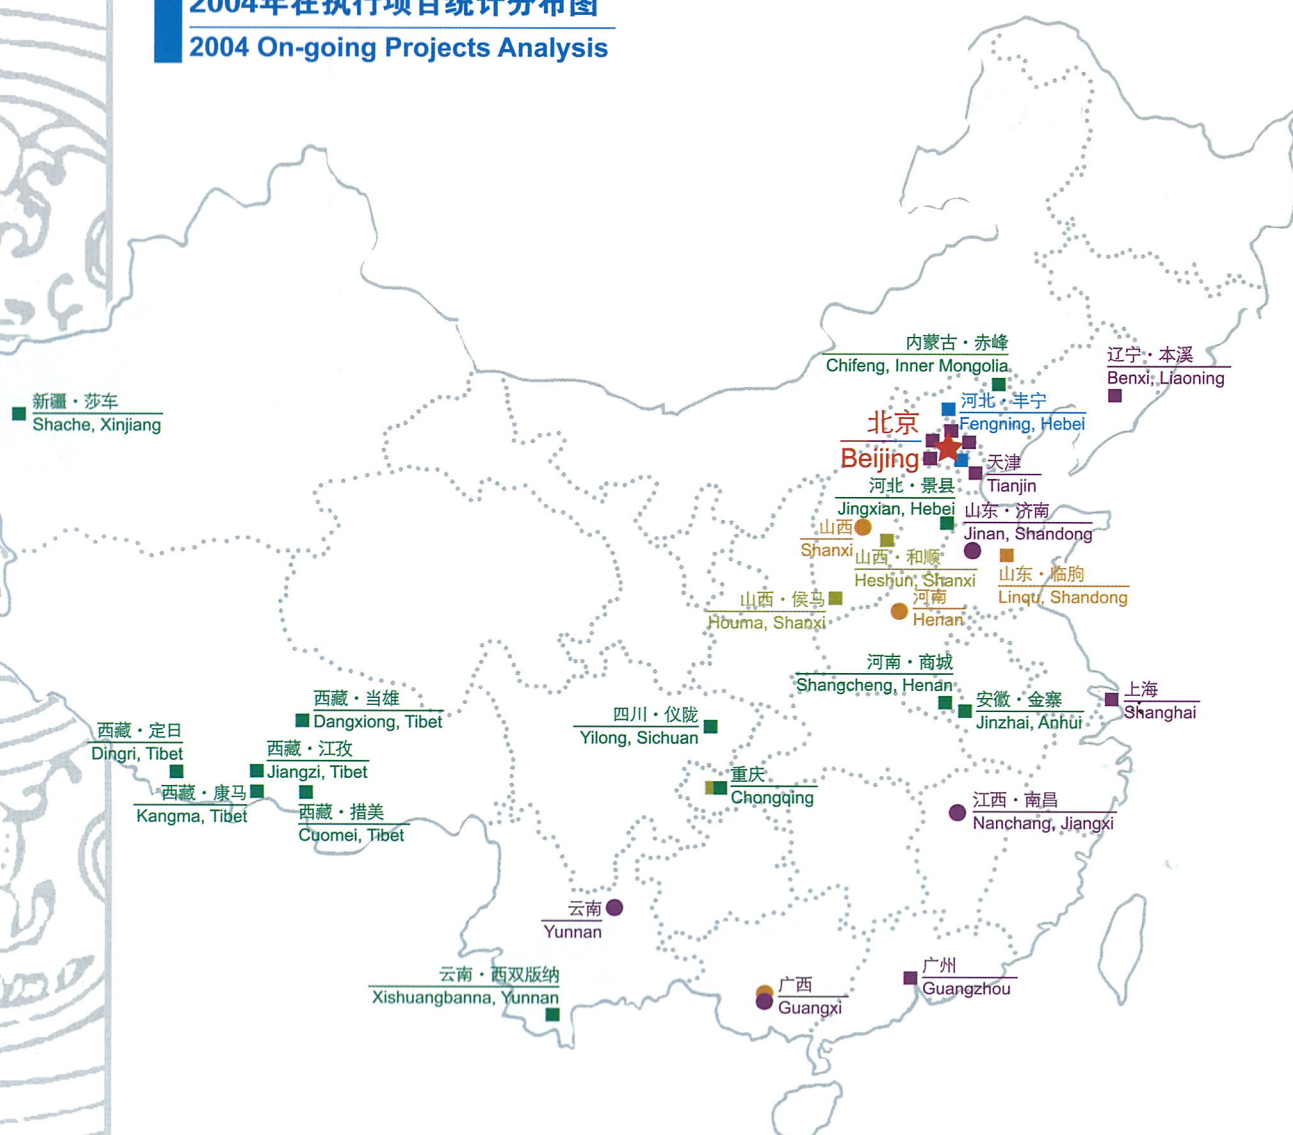 2004年在执行项目统计分布图
2004 On-going Projects Analysis
内蒙古·赤峰
Chifeng, Inner Mongolia
辽宁·本溪
Benxi, Liaoning
新疆·莎车
Shache, Xinjiang
河北·丰宁
Fengning, Hebei
北京
Beijing
天津
Tianjin
河北·景县
Jingxian, Hebei
山东·济南
Jinan, Shandong
山西
Shanxi
山西·和顺
Heshun, Shanxi
山东·临朐
Linqu, Shandong
山西·侯马
Houma, Shanxi
河南
Henan
河南·商城
Shangcheng, Henan
安徽·金寨
Jinzhai, Anhui
上海
Shanghai
西藏·当雄
Dangxiong, Tibet
四川·仪陇
Yilong, Sichuan
西藏·定日
Dingri, Tibet
西藏·江孜
Jiangzi, Tibet
重庆
Chongqing
西藏·康马
Kangma, Tibet
西藏·措美
Cuomei, Tibet
江西·南昌
Nanchang, Jiangxi
云南
Yunnan
云南·西双版纳
Xishuangbanna, Yunnan
广西
Guangxi
广州
Guangzhou